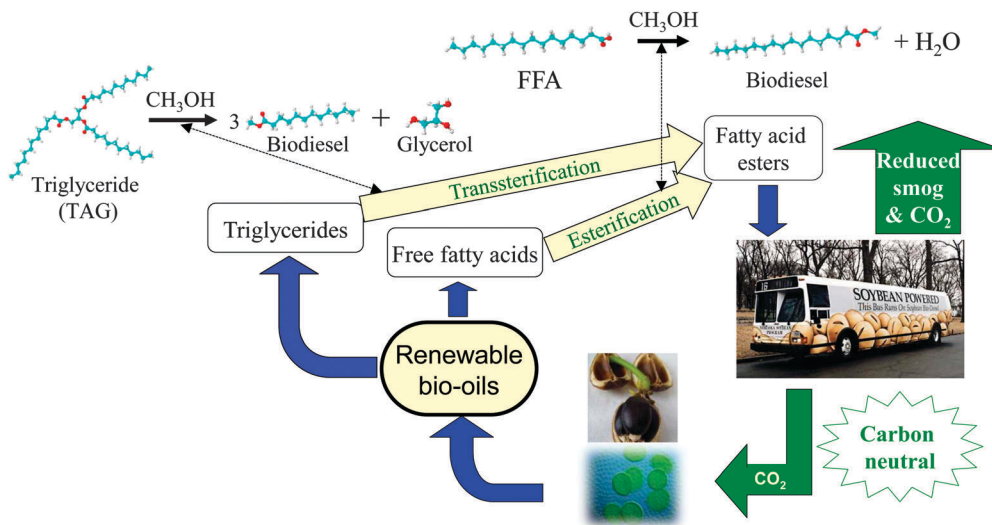 CH₃OH
FFA
Biodiesel
+ H₂O
CH₃OH
3
Biodiesel
+
Glycerol
Triglyceride
(TAG)
Transsterification
Esterification
Fatty acid
esters
Reduced
smog
& CO₂
Triglycerides
Free fatty acids
Renewable
bio-oils
16
SOYBEAN POWERED
This Bus Runs On Soybean Bio-Diesel
CO₂
Carbon
neutral